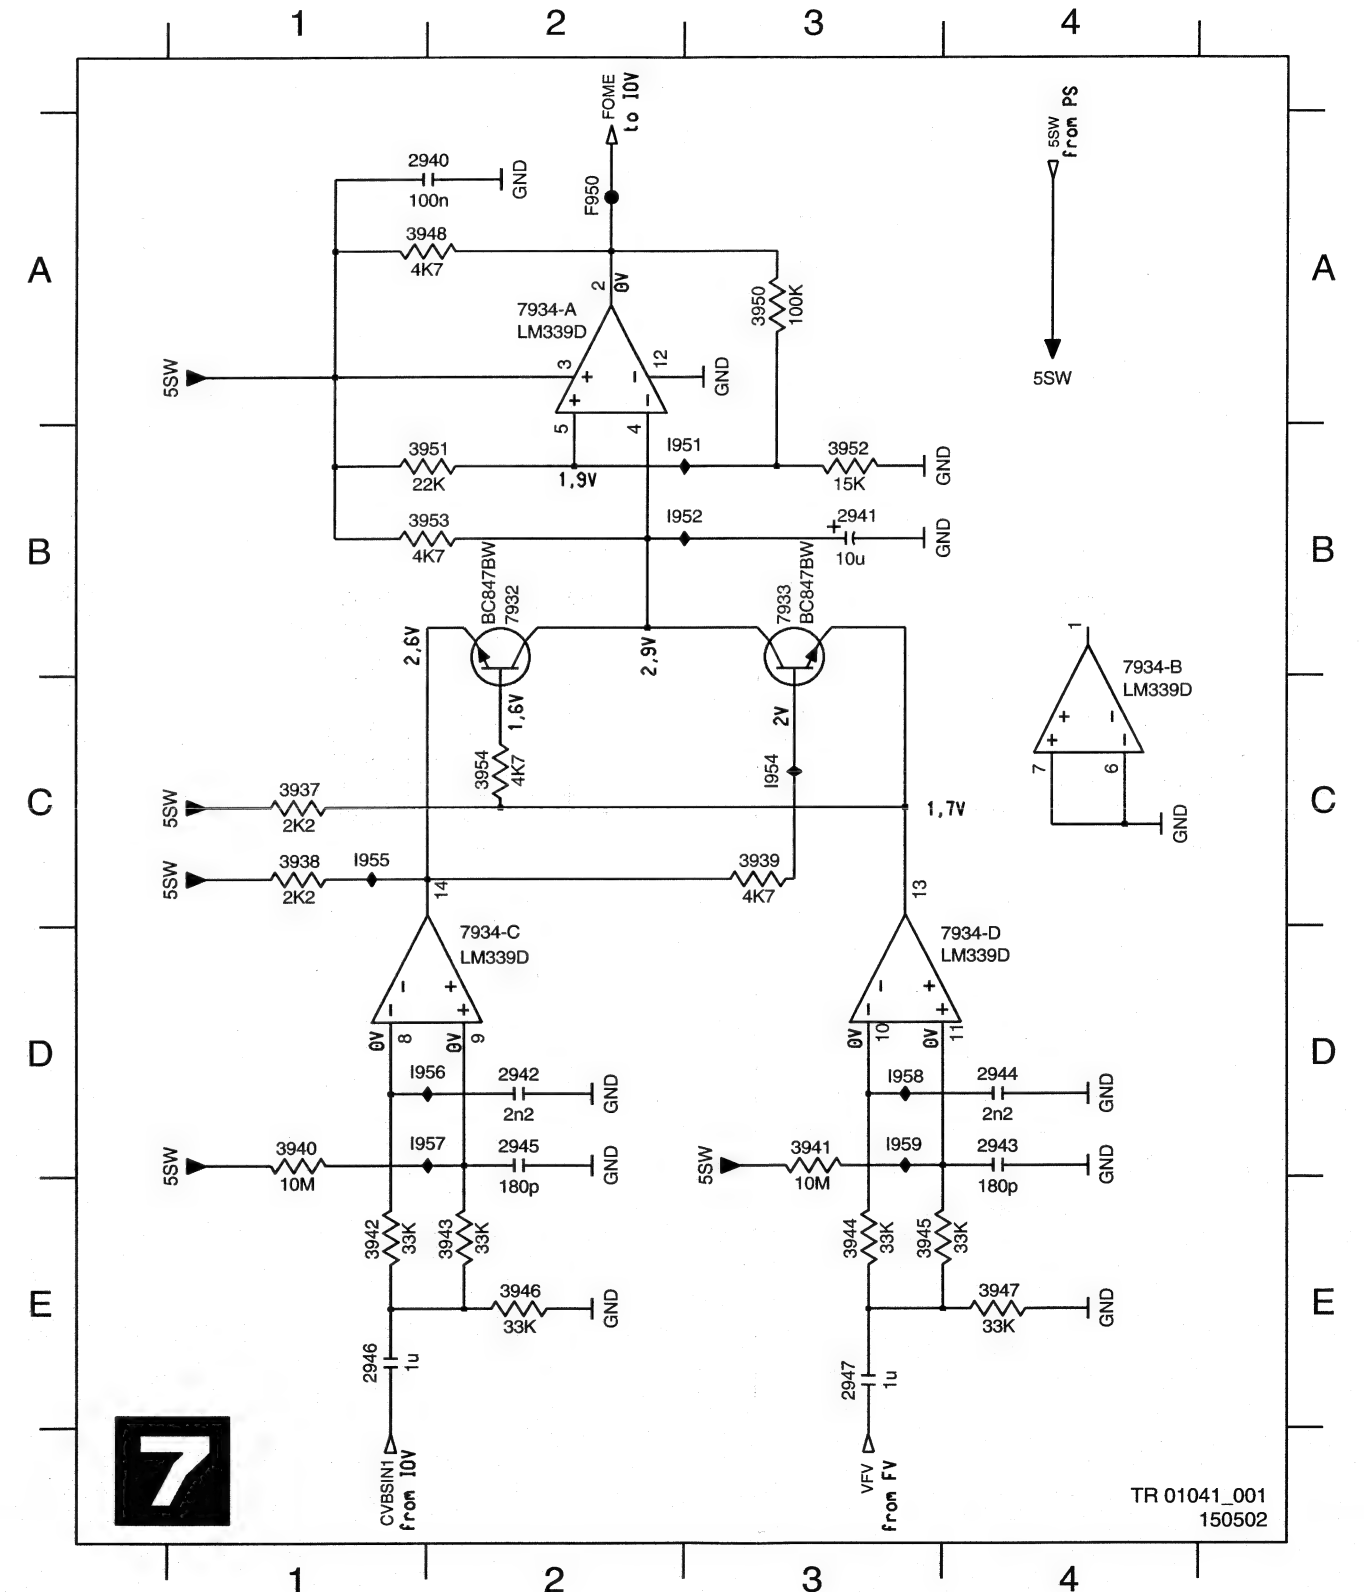 1 2 3 4
FOME
to IOV
5SW
from PS
2940
100n
GND
F950
A
A
3948
4K7
2
0V
3950
100K
7934-A
LM339D
5SW
3
+
-
12
GND
+
-
5SW
5
4
3951
22K
1,9V
I951
3952
15K
GND
B
B
3953
4K7
I952
+
2941
10u
GND
BC847BW
7932
7933
BC847BW
2,6V
2,9V
1
7934-B
LM339D
1,6V
2V
+
-
+
-
3954
4K7
I954
7
6
C
C
5SW
3937
2K2
1,7V
GND
5SW
3938
2K2
I955
14
3939
4K7
13
7934-C
LM339D
7934-D
LM339D
-
+
-
+
-
+
-
+
0V
8
0V
9
0V
10
0V
11
D
D
I956
2942
2n2
GND
I958
2944
2n2
GND
5SW
3940
10M
I957
2945
180p
GND
5SW
3941
10M
I959
2943
180p
GND
3942
33K
3943
33K
3944
33K
3945
33K
E
E
3946
33K
GND
3947
33K
GND
2946
1u
2947
1u
7
CVBSIN1
from IOV
VFV
from FV
TR 01041_001
150502
1 2 3 4